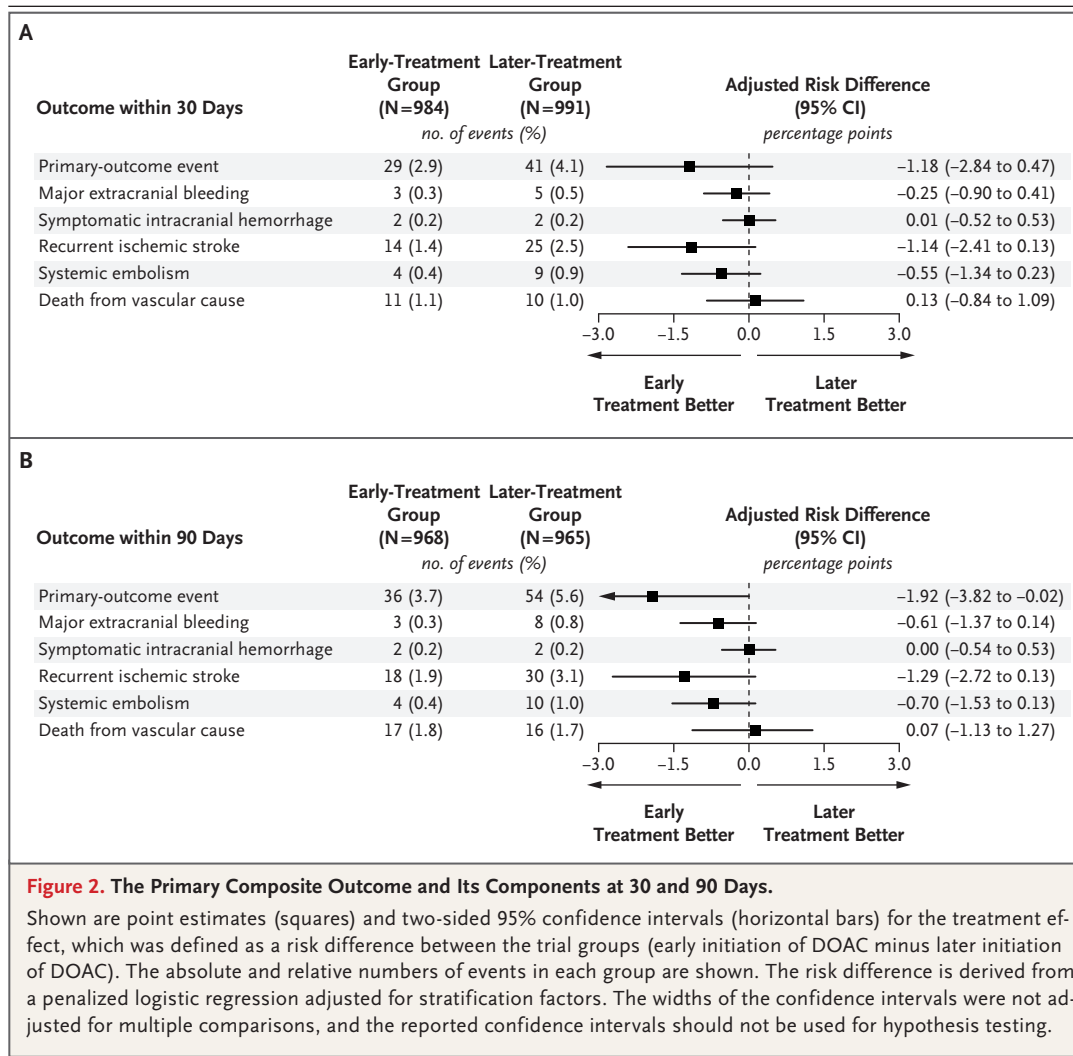 A
Early-Treatment Later-Treatment
Group Group Adjusted Risk Difference
Outcome within 30 Days (N=984) (N=991) (95% CI)
no. of events (%) percentage points
Primary-outcome event 29 (2.9) 41 (4.1) −1.18 (−2.84 to 0.47)
Major extracranial bleeding 3 (0.3) 5 (0.5) −0.25 (−0.90 to 0.41)
Symptomatic intracranial hemorrhage 2 (0.2) 2 (0.2) 0.01 (−0.52 to 0.53)
Recurrent ischemic stroke 14 (1.4) 25 (2.5) −1.14 (−2.41 to 0.13)
Systemic embolism 4 (0.4) 9 (0.9) −0.55 (−1.34 to 0.23)
Death from vascular cause 11 (1.1) 10 (1.0) 0.13 (−0.84 to 1.09)
−3.0 −1.5 0.0 1.5 3.0
Early Later
Treatment Better Treatment Better
B
Early-Treatment Later-Treatment
Group Group Adjusted Risk Difference
Outcome within 90 Days (N=968) (N=965) (95% CI)
no. of events (%) percentage points
Primary-outcome event 36 (3.7) 54 (5.6) −1.92 (−3.82 to −0.02)
Major extracranial bleeding 3 (0.3) 8 (0.8) −0.61 (−1.37 to 0.14)
Symptomatic intracranial hemorrhage 2 (0.2) 2 (0.2) 0.00 (−0.54 to 0.53)
Recurrent ischemic stroke 18 (1.9) 30 (3.1) −1.29 (−2.72 to 0.13)
Systemic embolism 4 (0.4) 10 (1.0) −0.70 (−1.53 to 0.13)
Death from vascular cause 17 (1.8) 16 (1.7) 0.07 (−1.13 to 1.27)
−3.0 −1.5 0.0 1.5 3.0
Early Later
Treatment Better Treatment Better
Figure 2. The Primary Composite Outcome and Its Components at 30 and 90 Days.
Shown are point estimates (squares) and two-sided 95% confidence intervals (horizontal bars) for the treatment ef-
fect, which was defined as a risk difference between the trial groups (early initiation of DOAC minus later initiation
of DOAC). The absolute and relative numbers of events in each group are shown. The risk difference is derived from
a penalized logistic regression adjusted for stratification factors. The widths of the confidence intervals were not ad-
justed for multiple comparisons, and the reported confidence intervals should not be used for hypothesis testing.